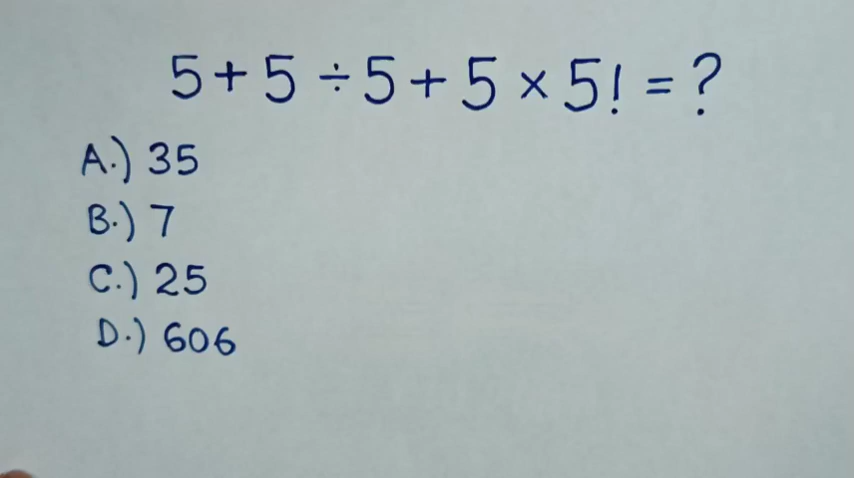 5 + 5 ÷ 5 + 5 × 5! = ?
A.) 35
B.) 7
C.) 25
D.) 606